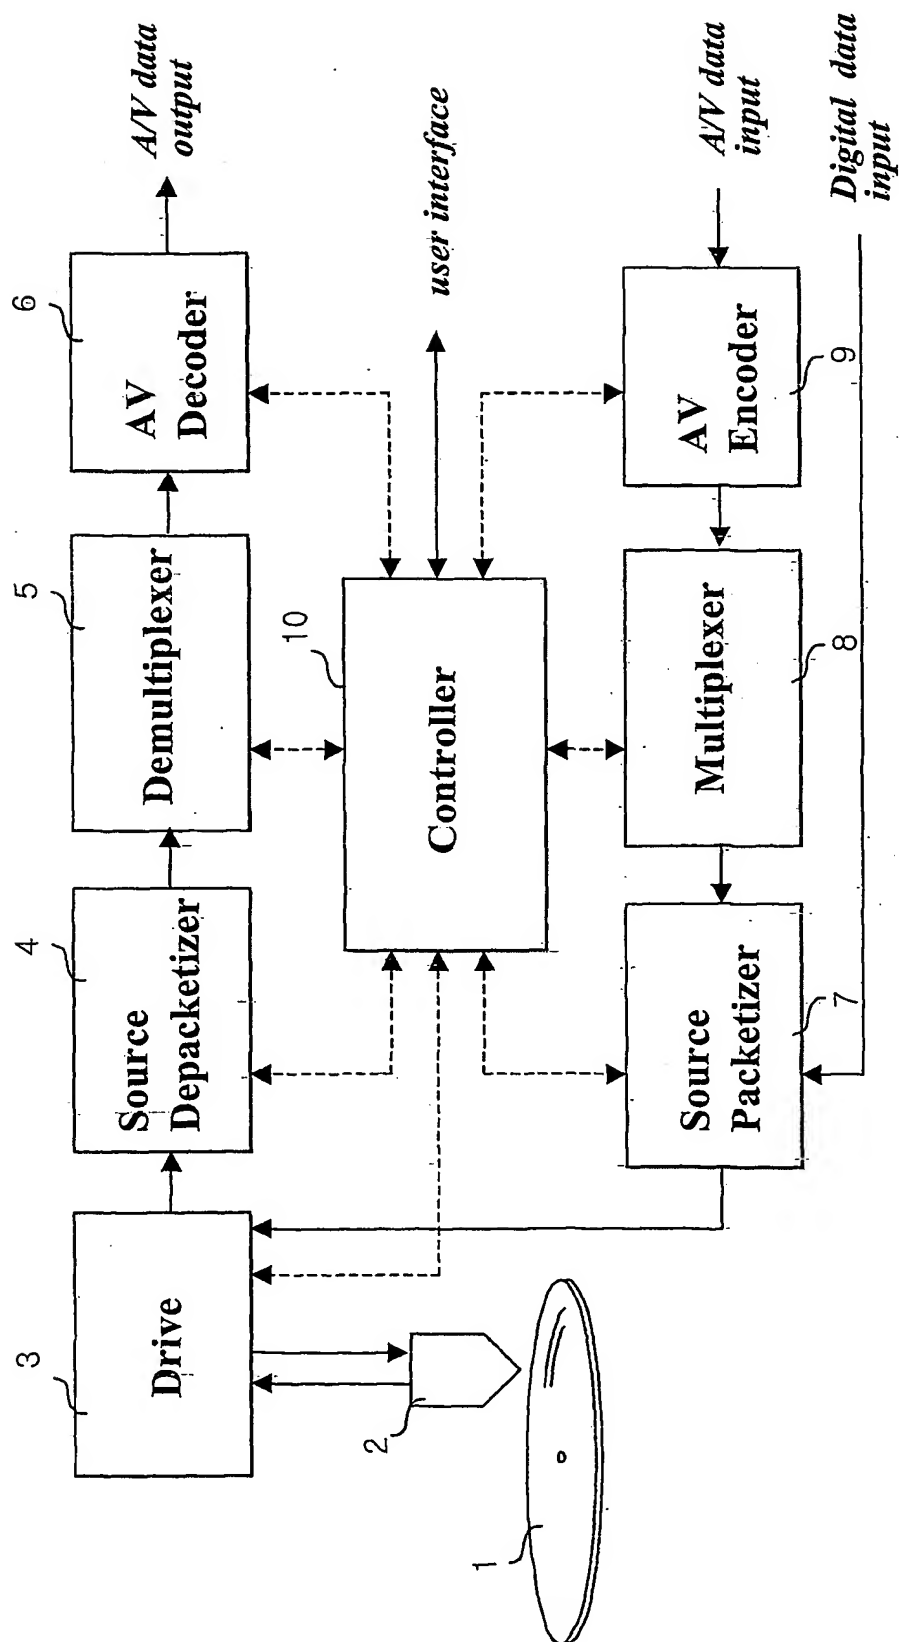 3
Drive
4
Source
Depacketizer
5
Demultiplexer
6
AV
Decoder
A/V data
output
2
1
10
Controller
user interface
Source
Packetizer
7
Multiplexer
8
AV
Encoder
9
A/V data
input
Digital data
input